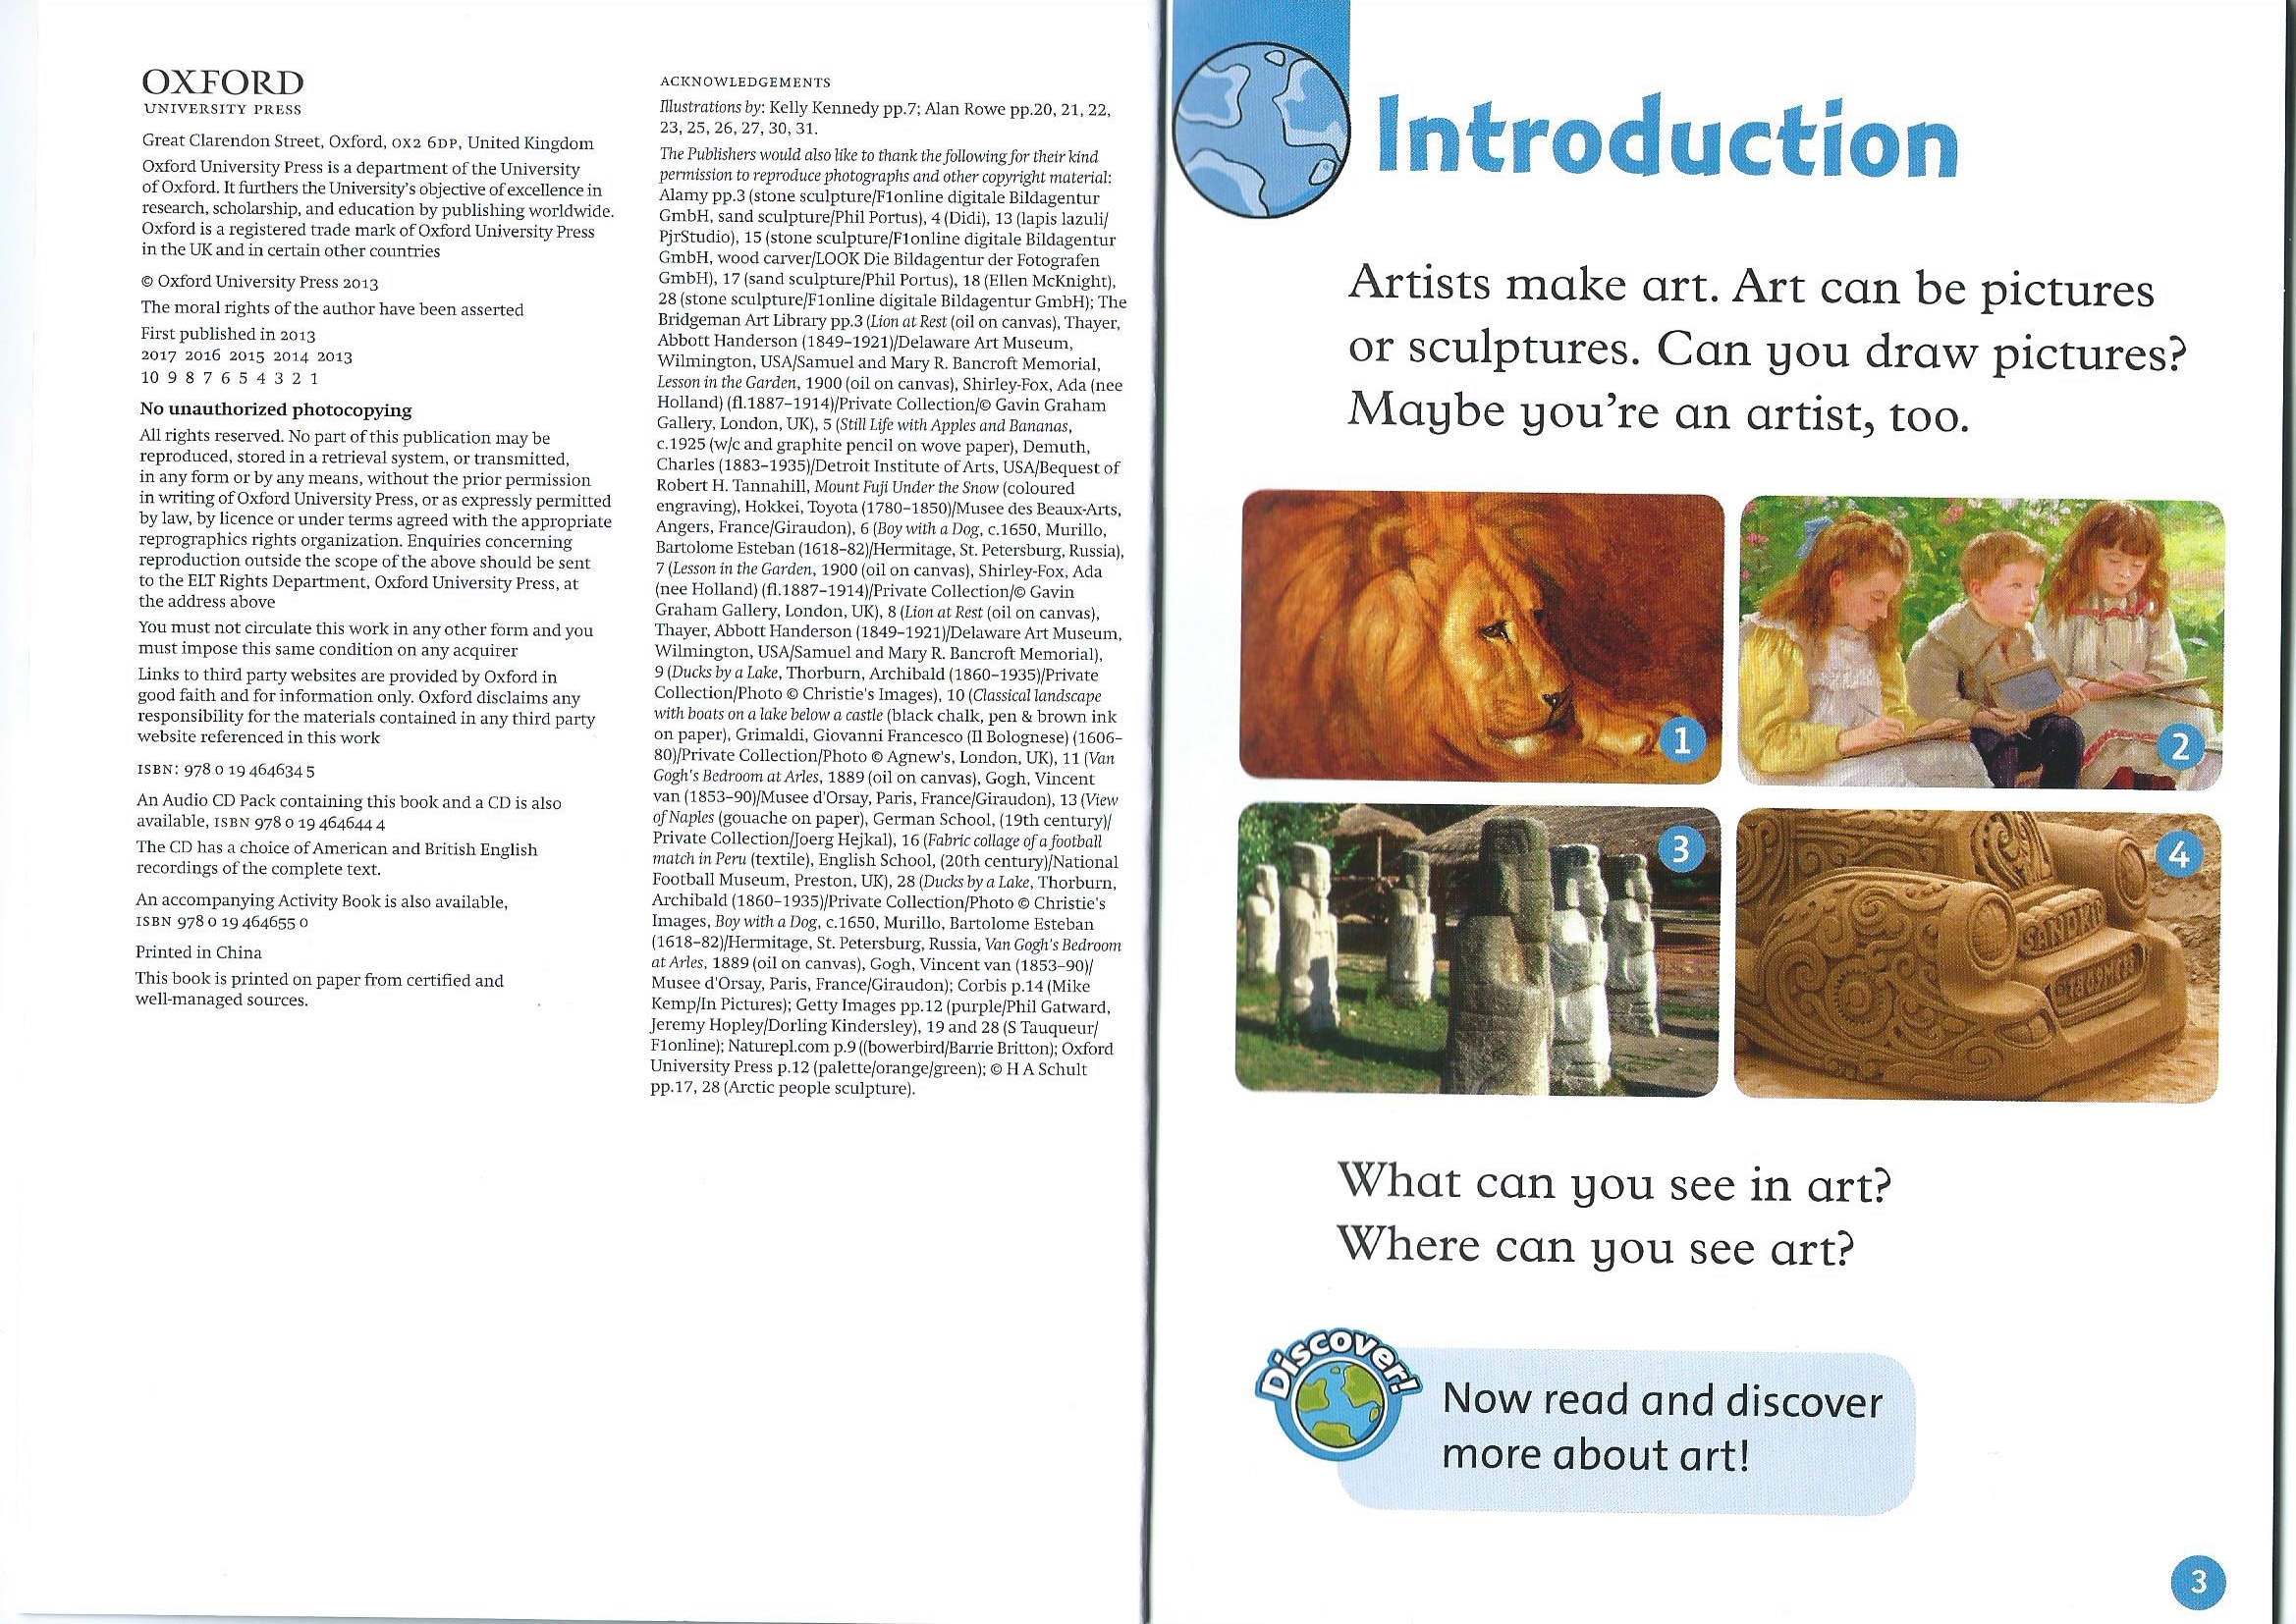 OXFORD
UNIVERSITY PRESS
Great Clarendon Street, Oxford, OX2 6DP, United Kingdom
Oxford University Press is a department of the University
of Oxford. It furthers the University's objective of excellence in
research, scholarship, and education by publishing worldwide.
Oxford is a registered trade mark of Oxford University Press
in the UK and in certain other countries
© Oxford University Press 2013
The moral rights of the author have been asserted
First published in 2013
2017 2016 2015 2014 2013
10 9 8 7 6 5 4 3 2 1
No unauthorized photocopying
All rights reserved. No part of this publication may be
reproduced, stored in a retrieval system, or transmitted,
in any form or by any means, without the prior permission
in writing of Oxford University Press, or as expressly permitted
by law, by licence or under terms agreed with the appropriate
reprographics rights organization. Enquiries concerning
reproduction outside the scope of the above should be sent
to the ELT Rights Department, Oxford University Press, at
the address above
You must not circulate this work in any other form and you
must impose this same condition on any acquirer
Links to third party websites are provided by Oxford in
good faith and for information only. Oxford disclaims any
responsibility for the materials contained in any third party
website referenced in this work
ISBN: 978 0 19 464634 5
An Audio CD Pack containing this book and a CD is also
available, ISBN 978 0 19 464644 4
The CD has a choice of American and British English
recordings of the complete text.
An accompanying Activity Book is also available,
ISBN 978 0 19 464655 0
Printed in China
This book is printed on paper from certified and
well-managed sources.
ACKNOWLEDGEMENTS
Illustrations by: Kelly Kennedy pp.7; Alan Rowe pp.20, 21, 22,
23, 25, 26, 27, 30, 31.
The Publishers would also like to thank the following for their kind
permission to reproduce photographs and other copyright material:
Alamy pp.3 (stone sculpture/F1online digitale Bildagentur
GmbH, sand sculpture/Phil Portus), 4 (Didi), 13 (lapis lazuli/
PjrStudio), 15 (stone sculpture/F1online digitale Bildagentur
GmbH, wood carver/LOOK Die Bildagentur der Fotografen
GmbH), 17 (sand sculpture/Phil Portus), 18 (Ellen McKnight),
28 (stone sculpture/F1online digitale Bildagentur GmbH); The
Bridgeman Art Library pp.3 (Lion at Rest (oil on canvas), Thayer,
Abbott Handerson (1849–1921)/Delaware Art Museum,
Wilmington, USA/Samuel and Mary R. Bancroft Memorial,
Lesson in the Garden, 1900 (oil on canvas), Shirley-Fox, Ada (nee
Holland) (fl.1887–1914)/Private Collection/© Gavin Graham
Gallery, London, UK), 5 (Still Life with Apples and Bananas,
c.1925 (w/c and graphite pencil on wove paper), Demuth,
Charles (1883–1935)/Detroit Institute of Arts, USA/Bequest of
Robert H. Tannahill, Mount Fuji Under the Snow (coloured
engraving), Hokkei, Toyota (1780–1850)/Musee des Beaux-Arts,
Angers, France/Giraudon), 6 (Boy with a Dog, c.1650, Murillo,
Bartolome Esteban (1618–82)/Hermitage, St. Petersburg, Russia),
7 (Lesson in the Garden, 1900 (oil on canvas), Shirley-Fox, Ada
(nee Holland) (fl.1887–1914)/Private Collection/© Gavin
Graham Gallery, London, UK), 8 (Lion at Rest (oil on canvas),
Thayer, Abbott Handerson (1849–1921)/Delaware Art Museum,
Wilmington, USA/Samuel and Mary R. Bancroft Memorial),
9 (Ducks by a Lake, Thorburn, Archibald (1860–1935)/Private
Collection/Photo © Christie's Images), 10 (Classical landscape
with boats on a lake below a castle (black chalk, pen & brown ink
on paper), Grimaldi, Giovanni Francesco (Il Bolognese) (1606–
80)/Private Collection/Photo © Agnew's, London, UK), 11 (Van
Gogh's Bedroom at Arles, 1889 (oil on canvas), Gogh, Vincent
van (1853–90)/Musee d'Orsay, Paris, France/Giraudon), 13 (View
of Naples (gouache on paper), German School, (19th century)/
Private Collection/Joerg Hejkal), 16 (Fabric collage of a football
match in Peru (textile), English School, (20th century)/National
Football Museum, Preston, UK), 28 (Ducks by a Lake, Thorburn,
Archibald (1860–1935)/Private Collection/Photo © Christie's
Images, Boy with a Dog, c.1650, Murillo, Bartolome Esteban
(1618–82)/Hermitage, St. Petersburg, Russia, Van Gogh's Bedroom
at Arles, 1889 (oil on canvas), Gogh, Vincent van (1853–90)/
Musee d'Orsay, Paris, France/Giraudon); Corbis p.14 (Mike
Kemp/In Pictures); Getty Images pp.12 (purple/Phil Gatward,
Jeremy Hopley/Dorling Kindersley), 19 and 28 (S Tauqueur/
F1online); Naturepl.com p.9 ((bowerbird/Barrie Britton); Oxford
University Press p.12 (palette/orange/green); © H A Schult
pp.17, 28 (Arctic people sculpture).
Introduction
Artists make art. Art can be pictures
or sculptures. Can you draw pictures?
Maybe you're an artist, too.
1
2
3
4
What can you see in art?
Where can you see art?
Discover!
Now read and discover
more about art!
3